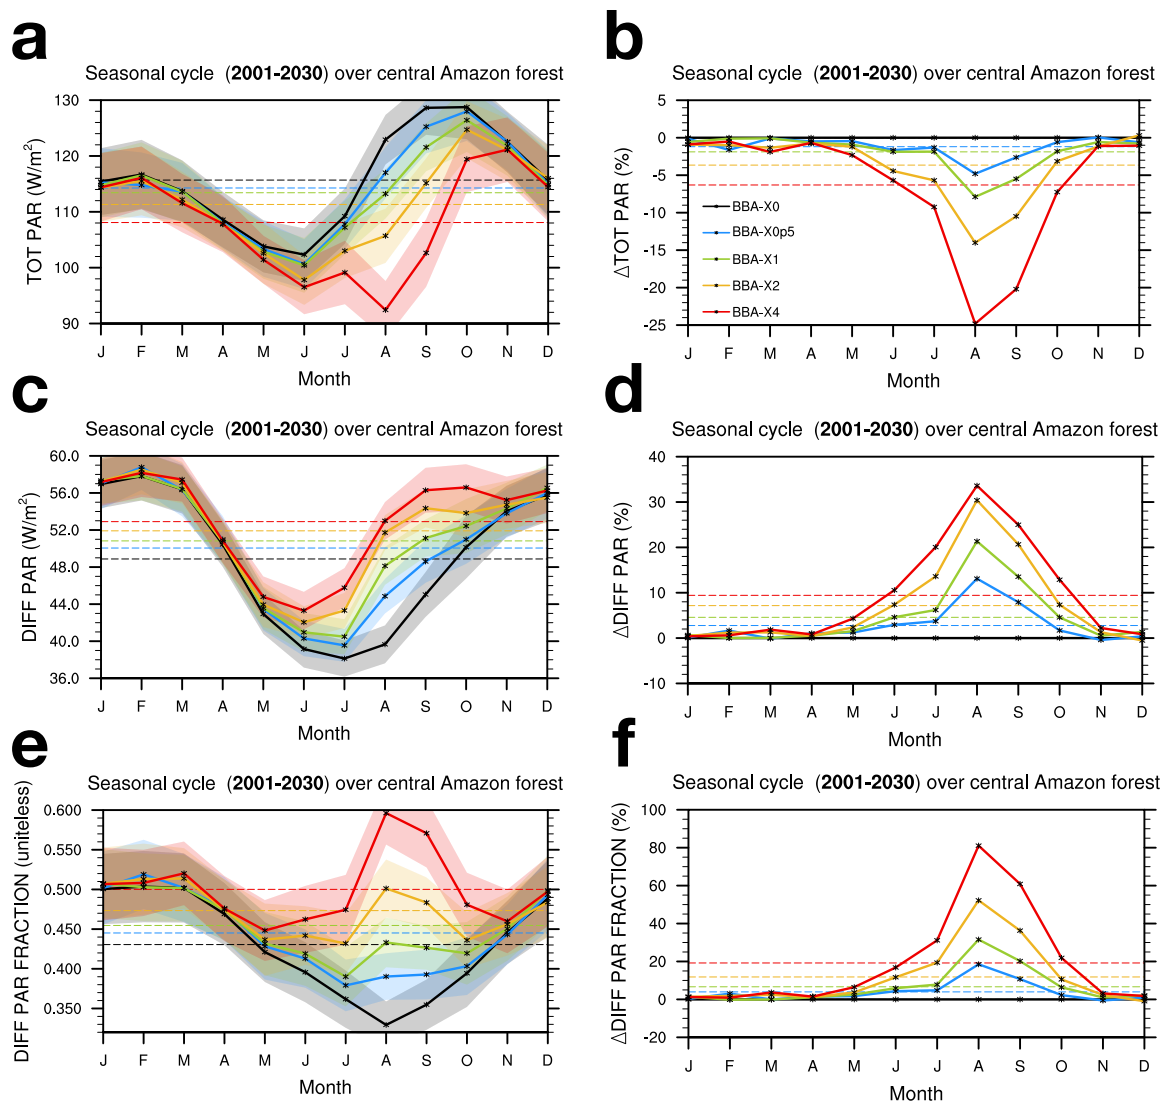 a
Seasonal cycle (2001-2030) over central Amazon forest
TOT PAR (W/m²)
130
120
110
100
90
J F M A M J J A S O N D
Month
b
Seasonal cycle (2001-2030) over central Amazon forest
ΔTOT PAR (%)
5
0
-5
-10
-15
-20
-25
BBA-X0
BBA-X0p5
BBA-X1
BBA-X2
BBA-X4
J F M A M J J A S O N D
Month
c
Seasonal cycle (2001-2030) over central Amazon forest
DIFF PAR (W/m²)
60.0
56.0
52.0
48.0
44.0
40.0
36.0
J F M A M J J A S O N D
Month
d
Seasonal cycle (2001-2030) over central Amazon forest
ΔDIFF PAR (%)
40
30
20
10
0
-10
J F M A M J J A S O N D
Month
e
Seasonal cycle (2001-2030) over central Amazon forest
DIFF PAR FRACTION (uniteless)
0.600
0.550
0.500
0.450
0.400
0.350
J F M A M J J A S O N D
Month
f
Seasonal cycle (2001-2030) over central Amazon forest
ΔDIFF PAR FRACTION (%)
100
80
60
40
20
0
-20
J F M A M J J A S O N D
Month